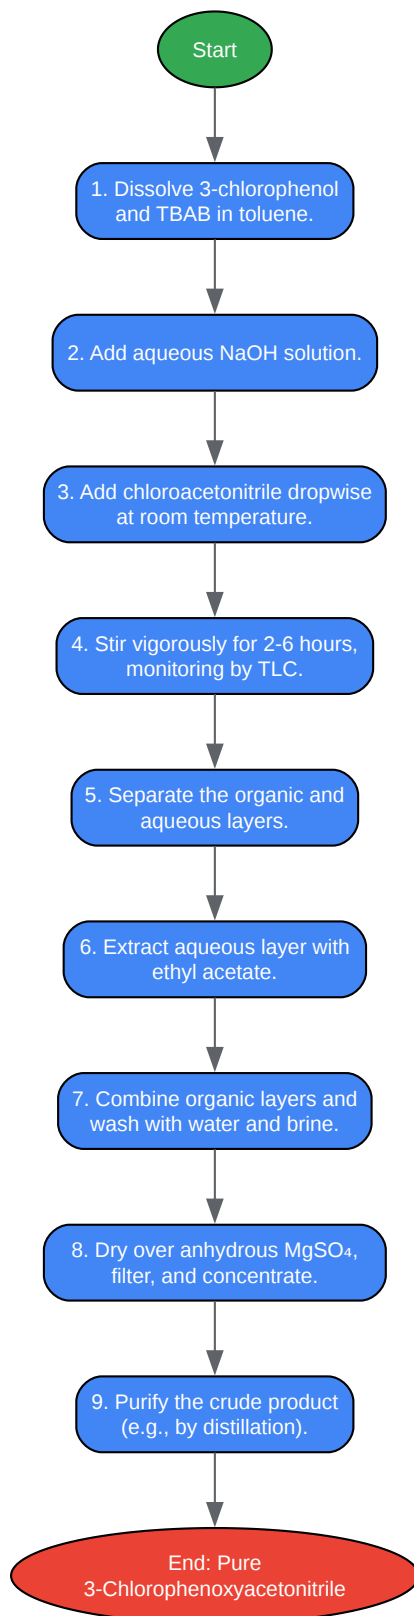 Start
1. Dissolve 3-chlorophenol
and TBAB in toluene.
2. Add aqueous NaOH solution.
3. Add chloroacetonitrile dropwise
at room temperature.
4. Stir vigorously for 2-6 hours,
monitoring by TLC.
5. Separate the organic and
aqueous layers.
6. Extract aqueous layer with
ethyl acetate.
7. Combine organic layers and
wash with water and brine.
8. Dry over anhydrous MgSO₄,
filter, and concentrate.
9. Purify the crude product
(e.g., by distillation).
End: Pure
3-Chlorophenoxyacetonitrile